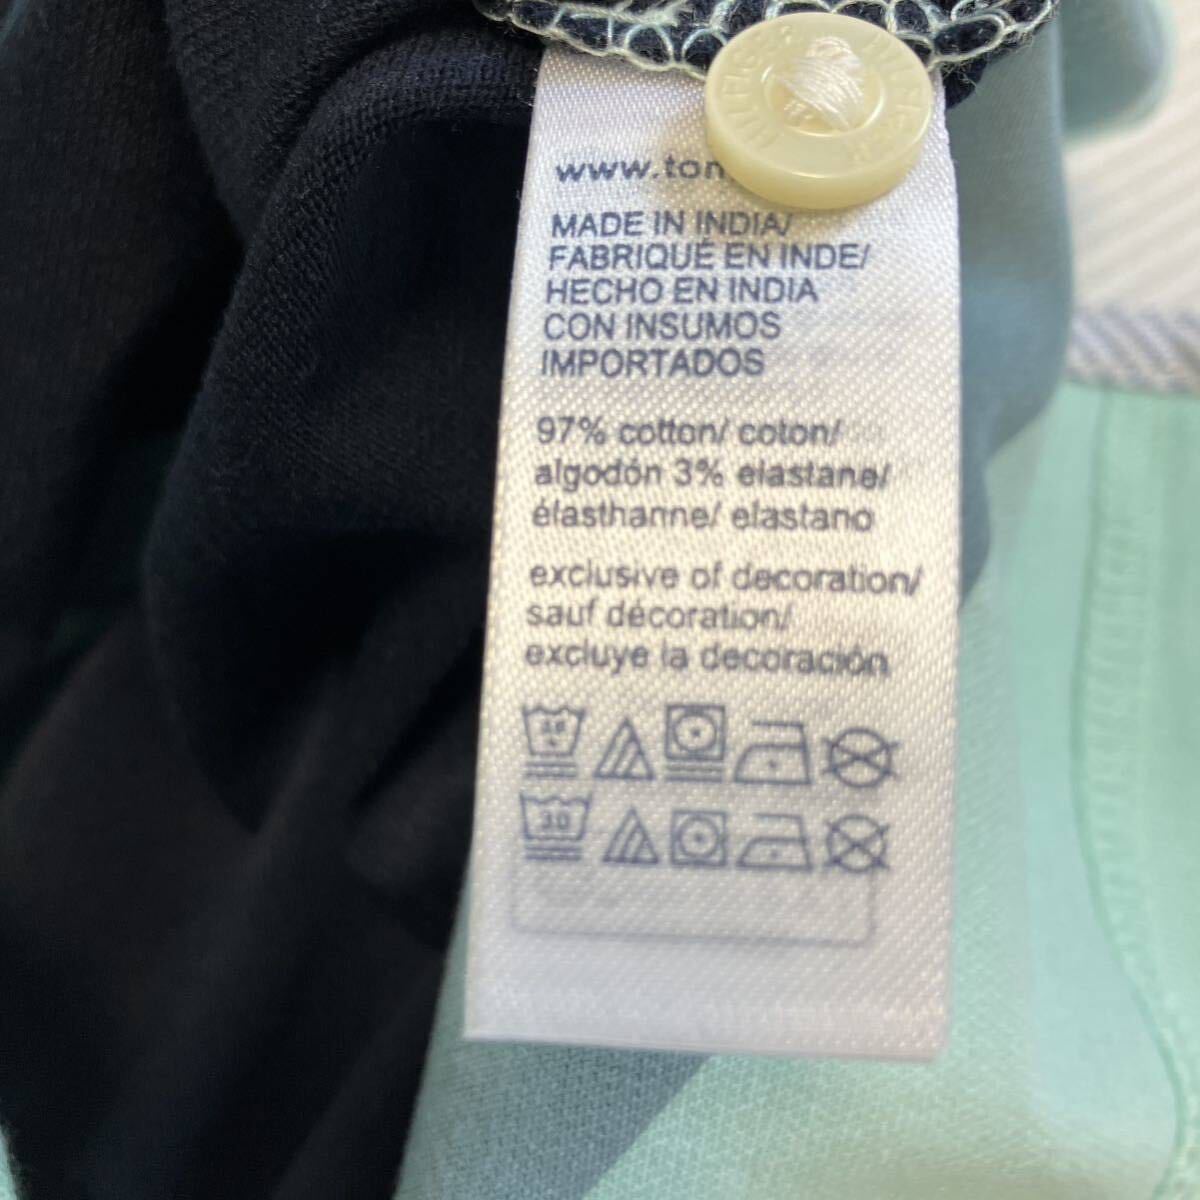 HILFIGER
www.tom
MADE IN INDIA/
FABRIQUÉ EN INDE/
HECHO EN INDIA
CON INSUMOS
IMPORTADOS
97% cotton/ coton/
algodón 3% elastane/
élasthanne/ elastano
exclusive of decoration/
sauf décoration/
excluye la decoración
30